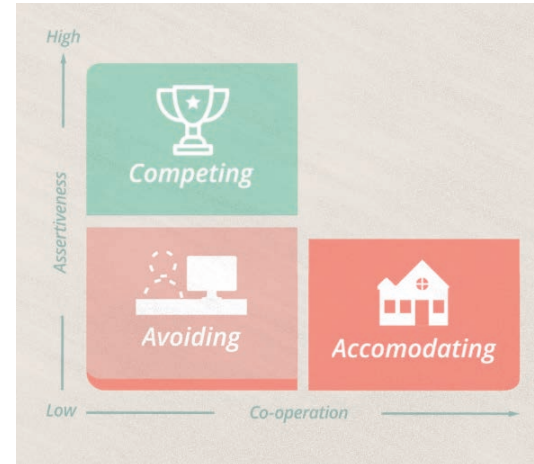 High
Competing
Assertiveness
Avoiding
Accomodating
Low
Co-operation